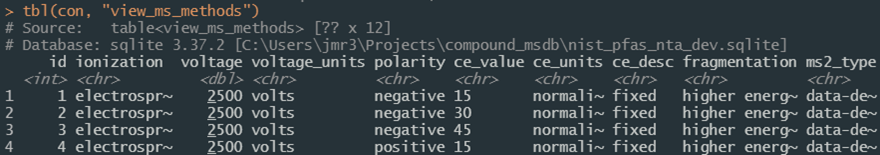 > tbl(con, "view_ms_methods")
# Source:   table<view_ms_methods> [?? x 12]
# Database: sqlite 3.37.2 [C:\Users\jmr3\Projects\compound_msdb\nist_pfas_nta_dev.sqlite]
id ionization voltage voltage_units polarity ce_value ce_units ce_desc fragmentation ms2_type
<int> <chr> <dbl> <chr> <chr> <chr> <chr> <chr> <chr> <chr>
1 1 electrospr~ 2500 volts negative 15 normali~ fixed higher energ~ data-de~
2 2 electrospr~ 2500 volts negative 30 normali~ fixed higher energ~ data-de~
3 3 electrospr~ 2500 volts negative 45 normali~ fixed higher energ~ data-de~
4 4 electrospr~ 2500 volts positive 15 normali~ fixed higher energ~ data-de~